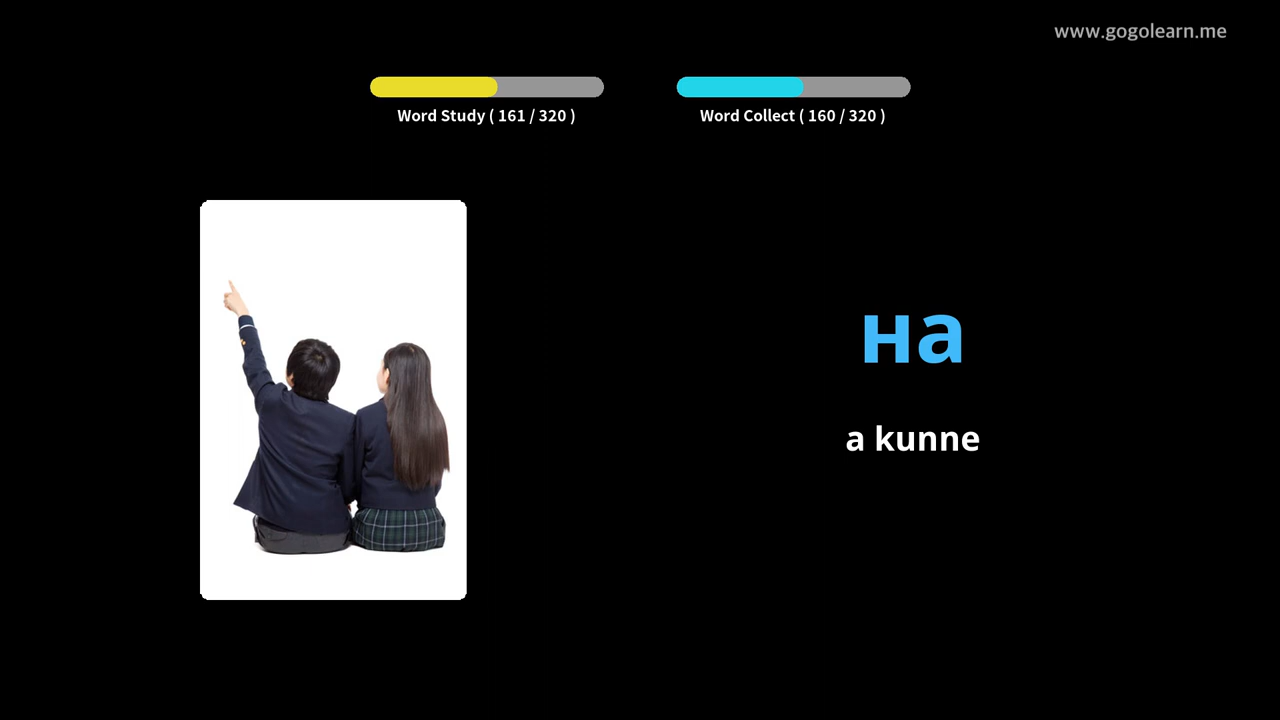 www.gogolearn.me
Word Study ( 161 / 320 )
Word Collect ( 160 / 320 )
на
a kunne